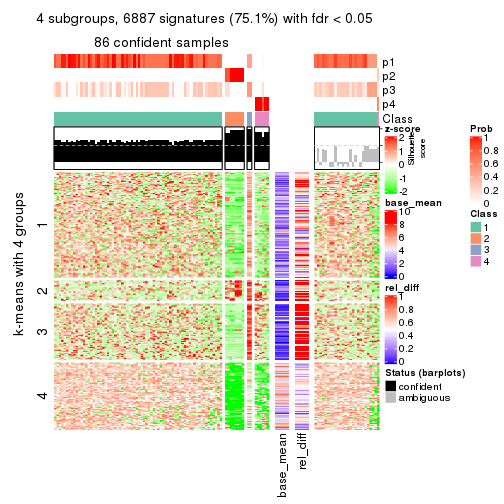 4 subgroups, 6887 signatures (75.1%) with fdr < 0.05
86 confident samples
p1
p2
p3
p4
Class
Silhouette
score
k-means with 4 groups
1
2
3
4
base_mean
rel_diff
z-score
2
1
0
-1
-2
base_mean
10
8
6
4
2
0
rel_diff
1
0.8
0.6
0.4
0.2
0
Status (barplots)
confident
ambiguous
Prob
1
0.8
0.6
0.4
0.2
0
Class
1
2
3
4